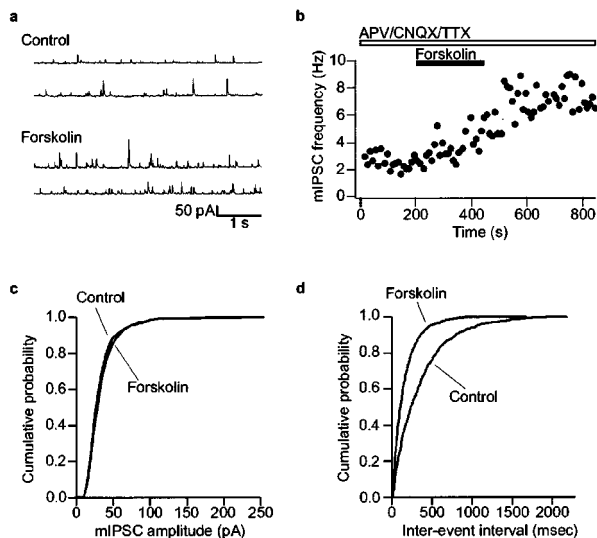 a
Control
Forskolin
50 pA
1 s
b
APV/CNQX/TTX
Forskolin
mIPSC frequency (Hz)
10
8
6
4
2
0
0 200 400 600 800
Time (s)
c
Control
Forskolin
Cumulative probability
1.0
0.8
0.6
0.4
0.2
0.0
0 50 100 150 200 250
mIPSC amplitude (pA)
d
Forskolin
Control
Cumulative probability
1.0
0.8
0.6
0.4
0.2
0.0
0 500 1000 1500 2000
Inter-event interval (msec)